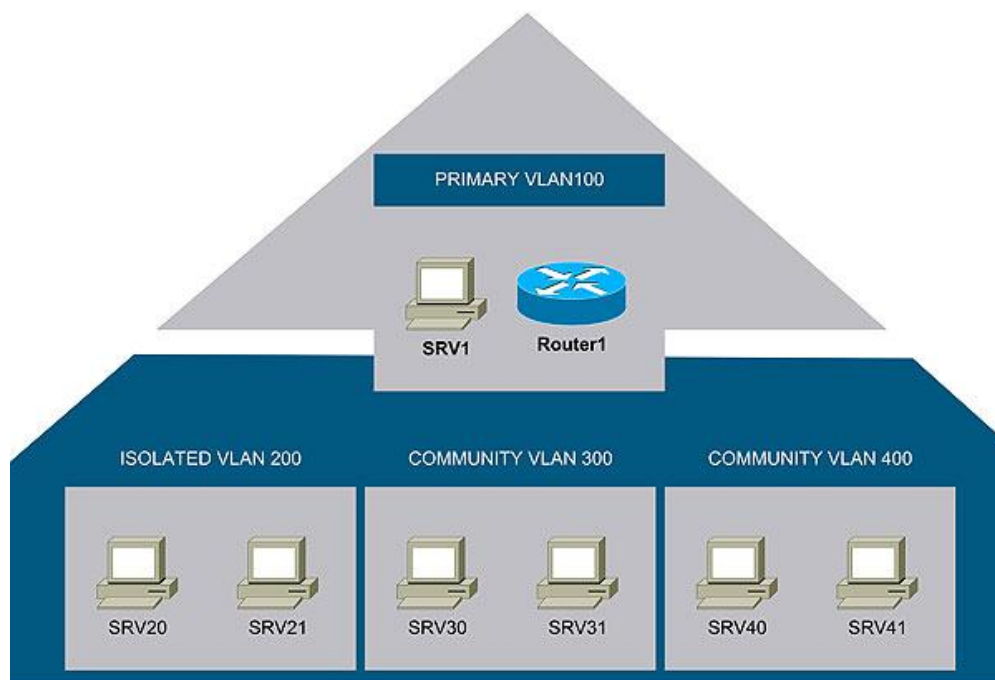 PRIMARY VLAN100
SRV1
Router1
ISOLATED VLAN 200
COMMUNITY VLAN 300
COMMUNITY VLAN 400
SRV20
SRV21
SRV30
SRV31
SRV40
SRV41